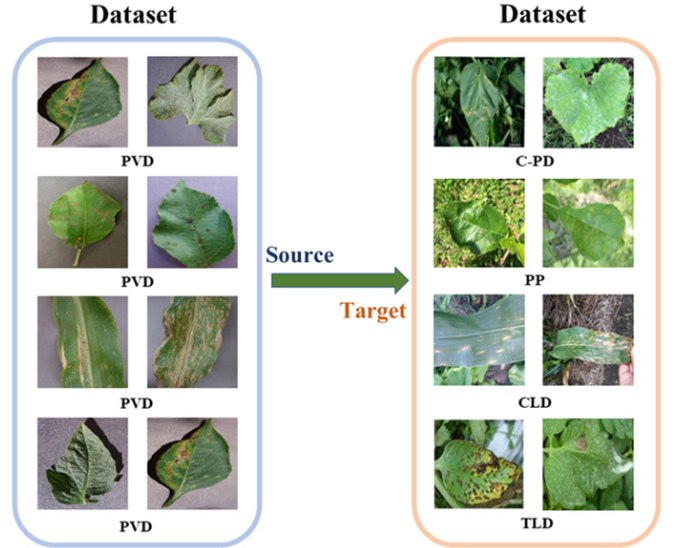 Dataset
PVD
PVD
PVD
PVD
Source
Target
Dataset
C-PD
PP
CLD
TLD